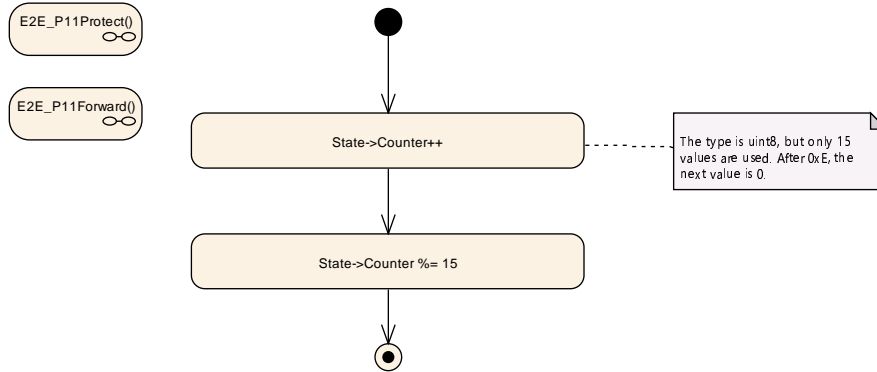 E2E_P11Protect()
E2E_P11Forward()
State->Counter++
The type is uint8, but only 15
values are used. After 0xE, the
next value is 0.
State->Counter %= 15